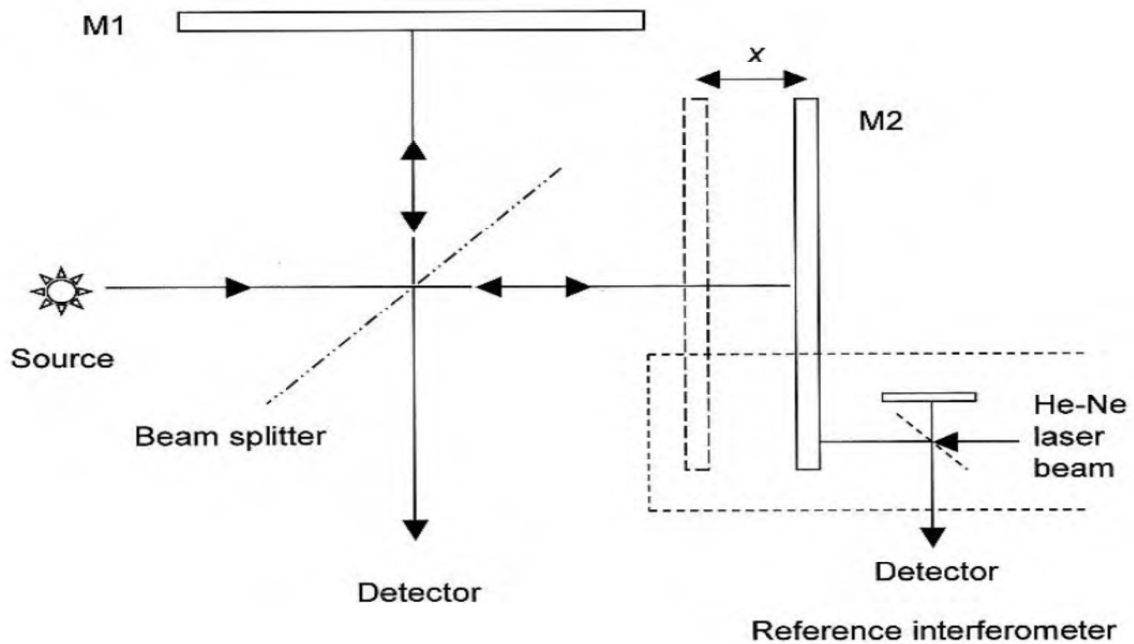 M1
x
M2
Source
Beam splitter
He-Ne
laser
beam
Detector
Detector
Reference interferometer